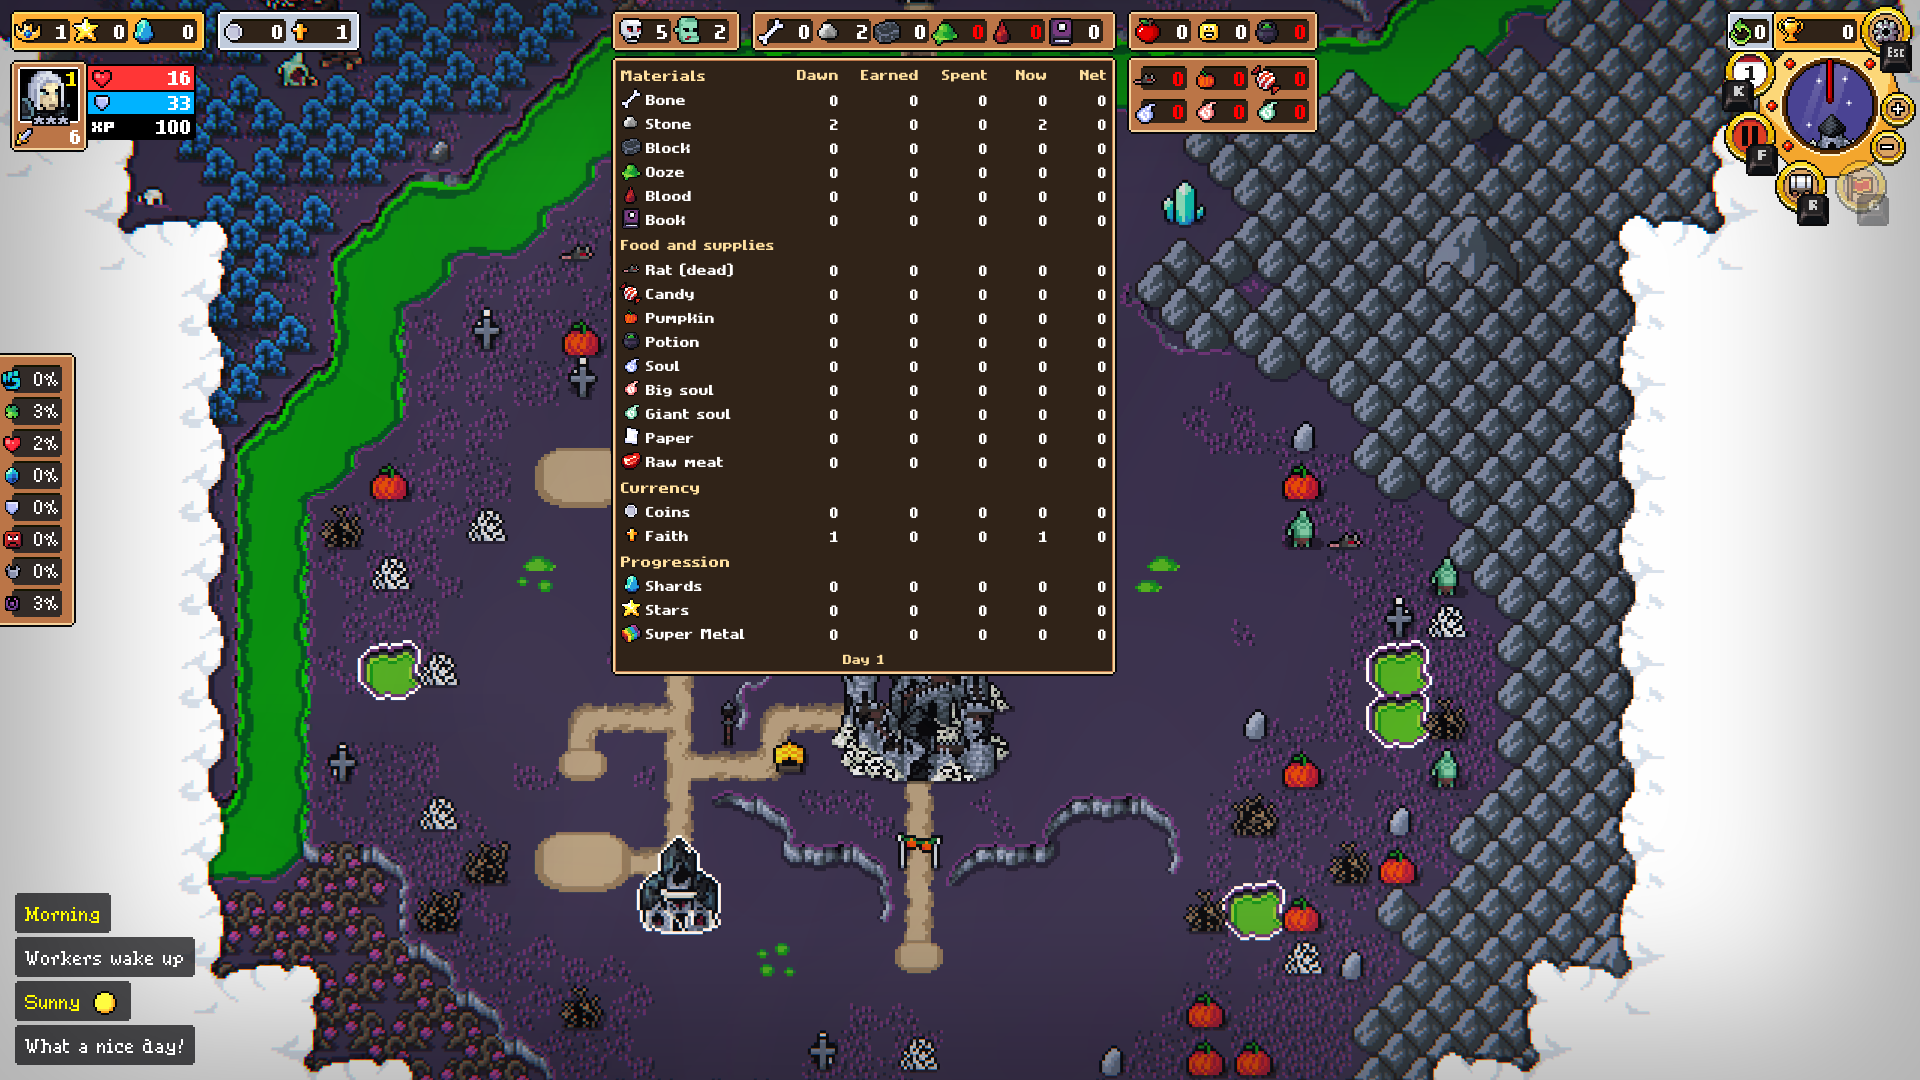 1 0 0 0 1 5 2 0 2 0 0 0 0 0 0 0 0 0
Esc
1 16
33
XP 100
6
0 0 0
0 0 0
1
K
F
R
Materials Dawn Earned Spent Now Net
Bone 0 0 0 0 0
Stone 2 0 0 2 0
Block 0 0 0 0 0
Ooze 0 0 0 0 0
Blood 0 0 0 0 0
Book 0 0 0 0 0
Food and supplies
Rat (dead) 0 0 0 0 0
Candy 0 0 0 0 0
Pumpkin 0 0 0 0 0
Potion 0 0 0 0 0
Soul 0 0 0 0 0
Big soul 0 0 0 0 0
Giant soul 0 0 0 0 0
Paper 0 0 0 0 0
Raw meat 0 0 0 0 0
Currency
Coins 0 0 0 0 0
Faith 1 0 0 1 0
Progression
Shards 0 0 0 0 0
Stars 0 0 0 0 0
Super Metal 0 0 0 0 0
Day 1
0%
3%
2%
0%
0%
0%
0%
3%
Morning
Workers wake up
Sunny
What a nice day!